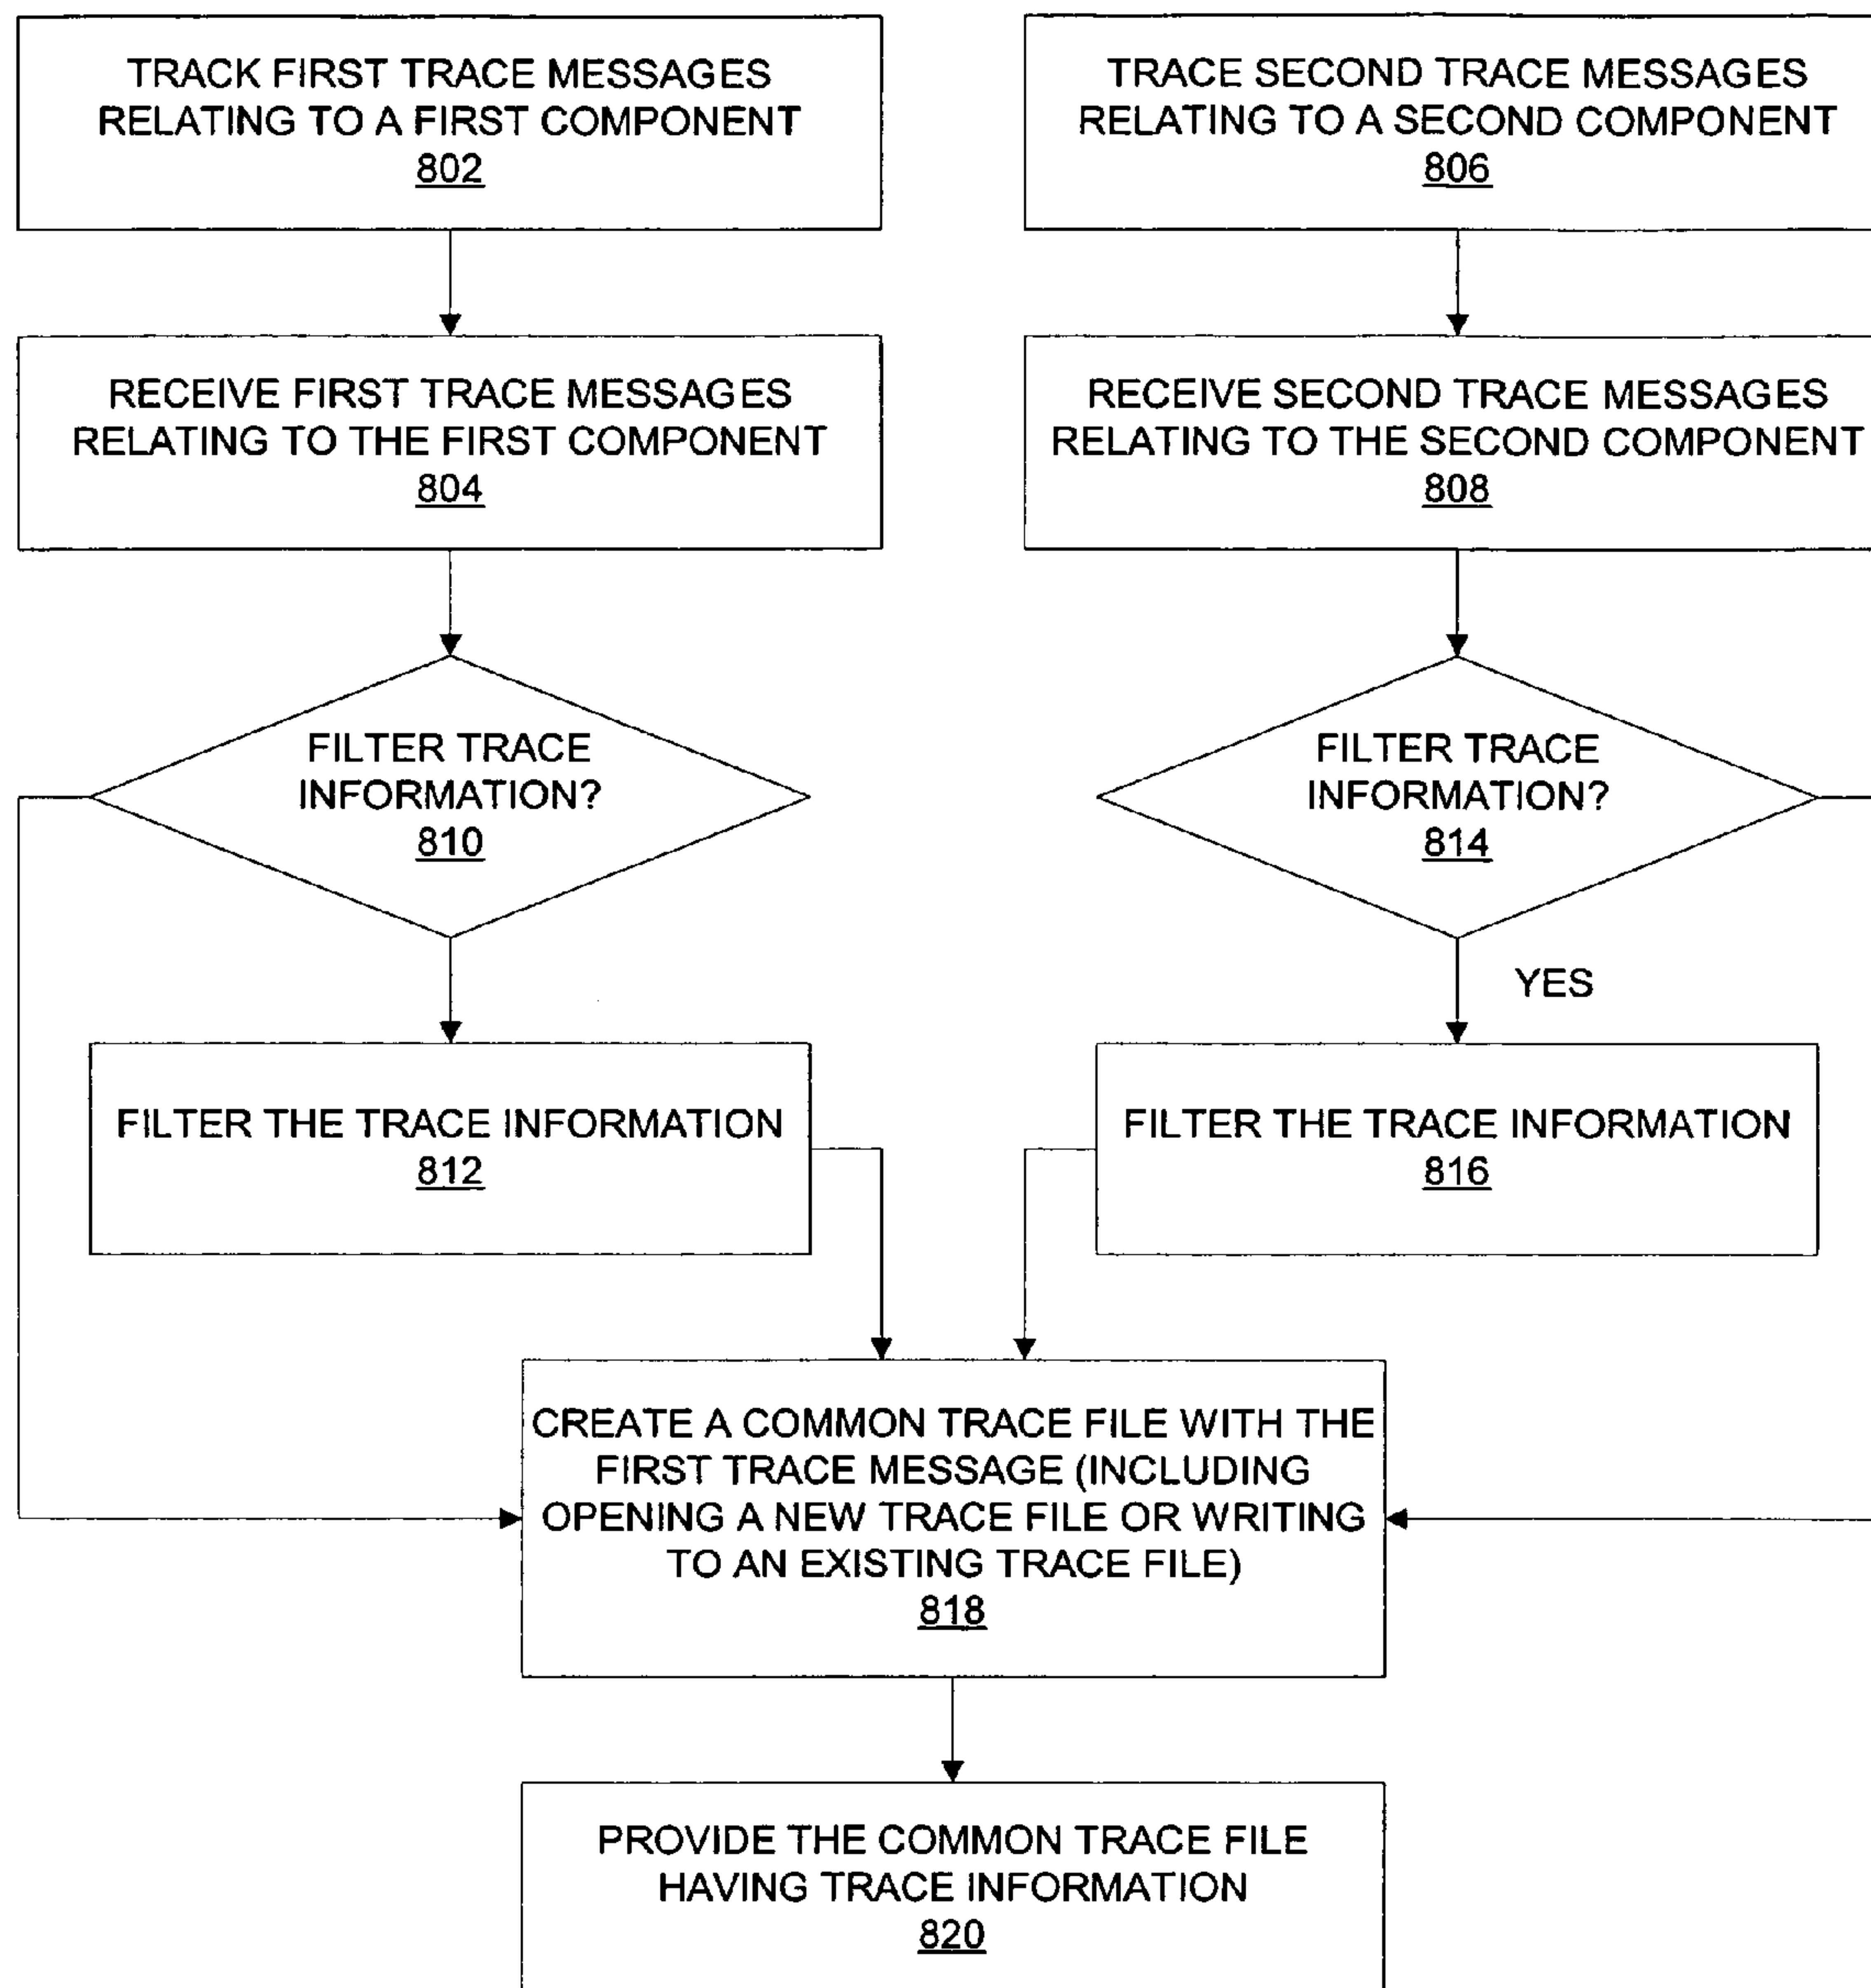 TRACK FIRST TRACE MESSAGES
RELATING TO A FIRST COMPONENT
802
TRACE SECOND TRACE MESSAGES
RELATING TO A SECOND COMPONENT
806
RECEIVE FIRST TRACE MESSAGES
RELATING TO THE FIRST COMPONENT
804
RECEIVE SECOND TRACE MESSAGES
RELATING TO THE SECOND COMPONENT
808
FILTER TRACE
INFORMATION?
810
FILTER TRACE
INFORMATION?
814
YES
FILTER THE TRACE INFORMATION
812
FILTER THE TRACE INFORMATION
816
CREATE A COMMON TRACE FILE WITH THE
FIRST TRACE MESSAGE (INCLUDING
OPENING A NEW TRACE FILE OR WRITING
TO AN EXISTING TRACE FILE)
818
PROVIDE THE COMMON TRACE FILE
HAVING TRACE INFORMATION
820